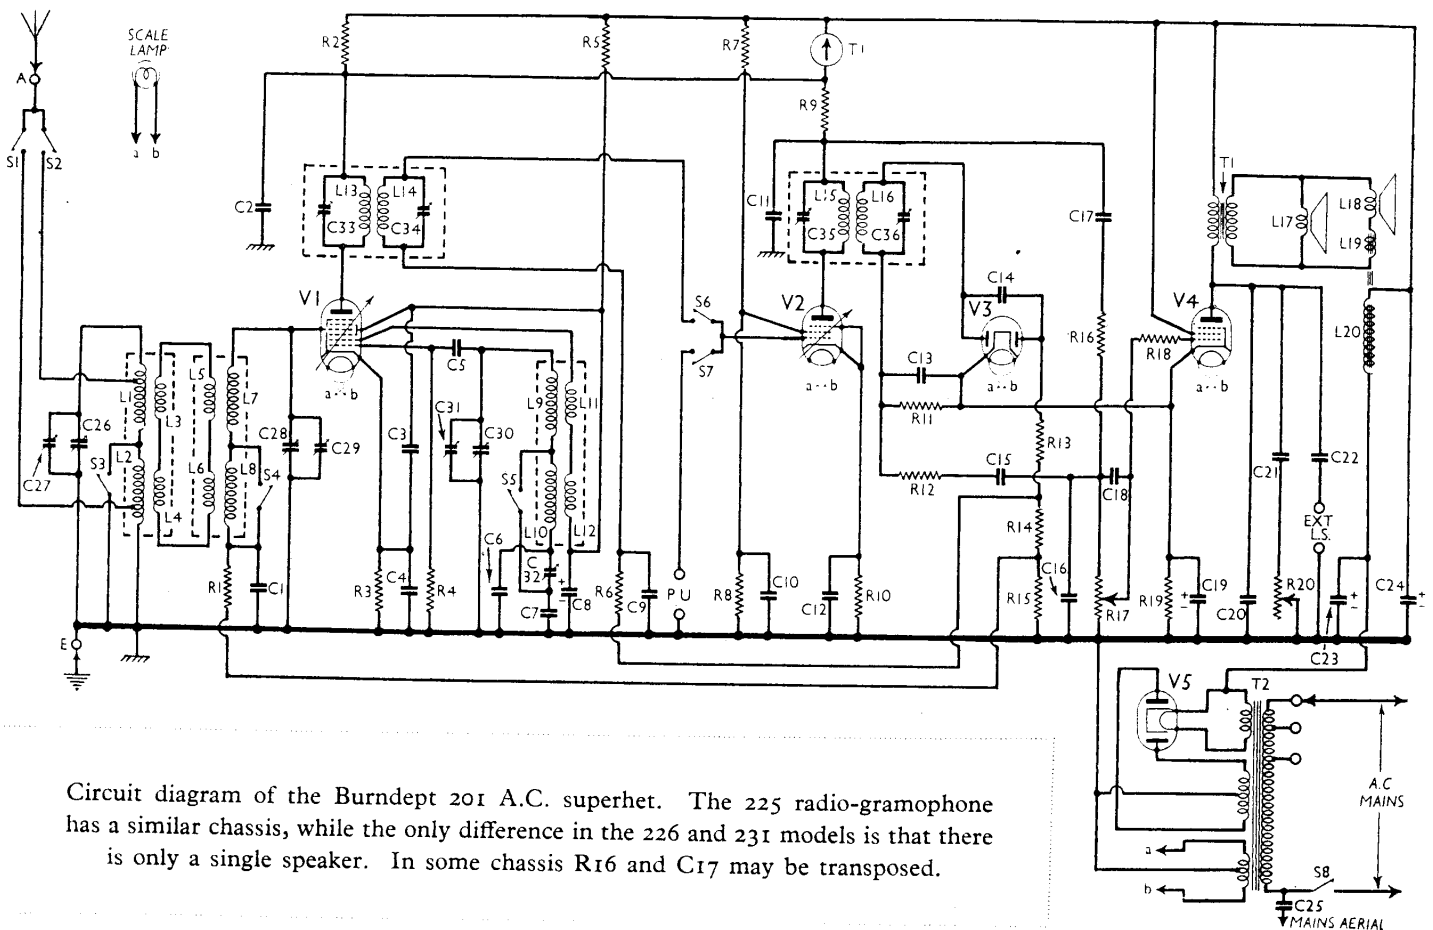 SCALE
LAMP
a b
A
S1 S2
R2
R5
R7
T1
R9
C2
L13 L14
C33 C34
C11
L15 L16
C35 C36
C17
T1
L17
L18
L19
V1
V2
C14
V3
V4
S6
S7
a b
a b
a b
a b
R16
R18
L20
C13
R11
R13
R12
C15
C18
C5
L1
L3
L5
L7
C26
C27
L2
S3
L4
L6
L8
S4
C28
C29
C3
C31
C30
L9
L11
S5
L10
L12
C21
C22
EXT
L.S.
R14
C6
C
32
+
–
C7
C8
R1
C1
R3
C4
R4
R6
C9
P U
R8
C10
C12
R10
R15
C16
R17
R19
+
–
C19
C20
R20
C23
+
–
C24
+
–
E
V5
T2
A.C
MAINS
a
b
S8
C25
MAINS AERIAL
Circuit diagram of the Burndept 201 A.C. superhet. The 225 radio-gramophone
has a similar chassis, while the only difference in the 226 and 231 models is that there
is only a single speaker. In some chassis R16 and C17 may be transposed.